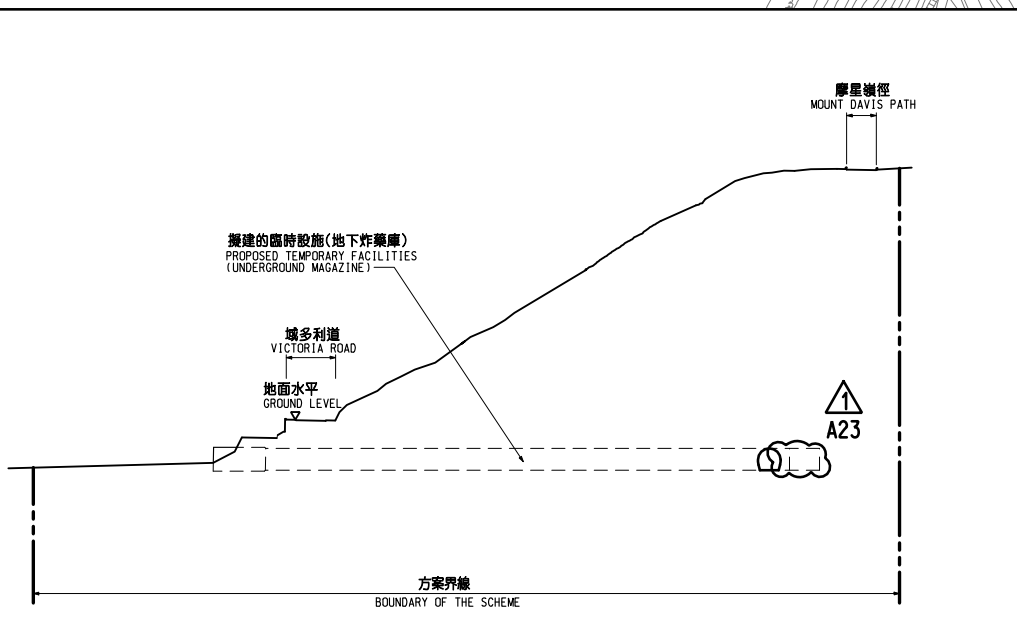 摩星嶺徑
MOUNT DAVIS PATH
擬建的臨時設施(地下炸藥庫)
PROPOSED TEMPORARY FACILITIES
(UNDERGROUND MAGAZINE)
域多利道
VICTORIA ROAD
地面水平
GROUND LEVEL
1
A23
方案界線
BOUNDARY OF THE SCHEME